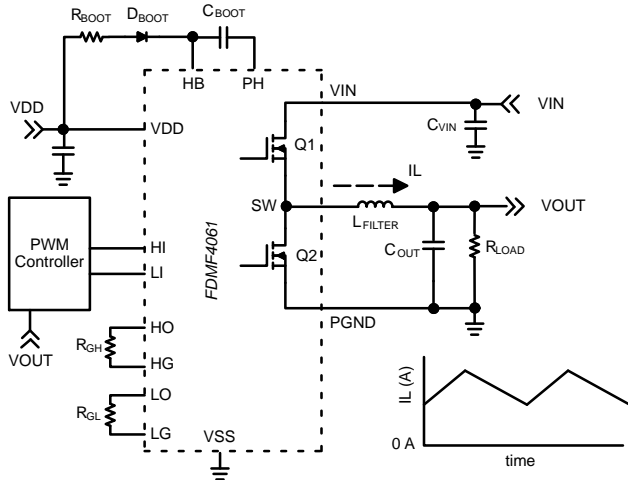 RBOOT
DBOOT
CBOOT
HB
PH
VDD
VDD
VIN
VIN
CVIN
Q1
IL
SW
LFILTER
VOUT
COUT
RLOAD
Q2
FDMF4061
PWM
Controller
HI
LI
VOUT
PGND
HO
RGH
HG
LO
RGL
LG
VSS
IL (A)
0 A
time